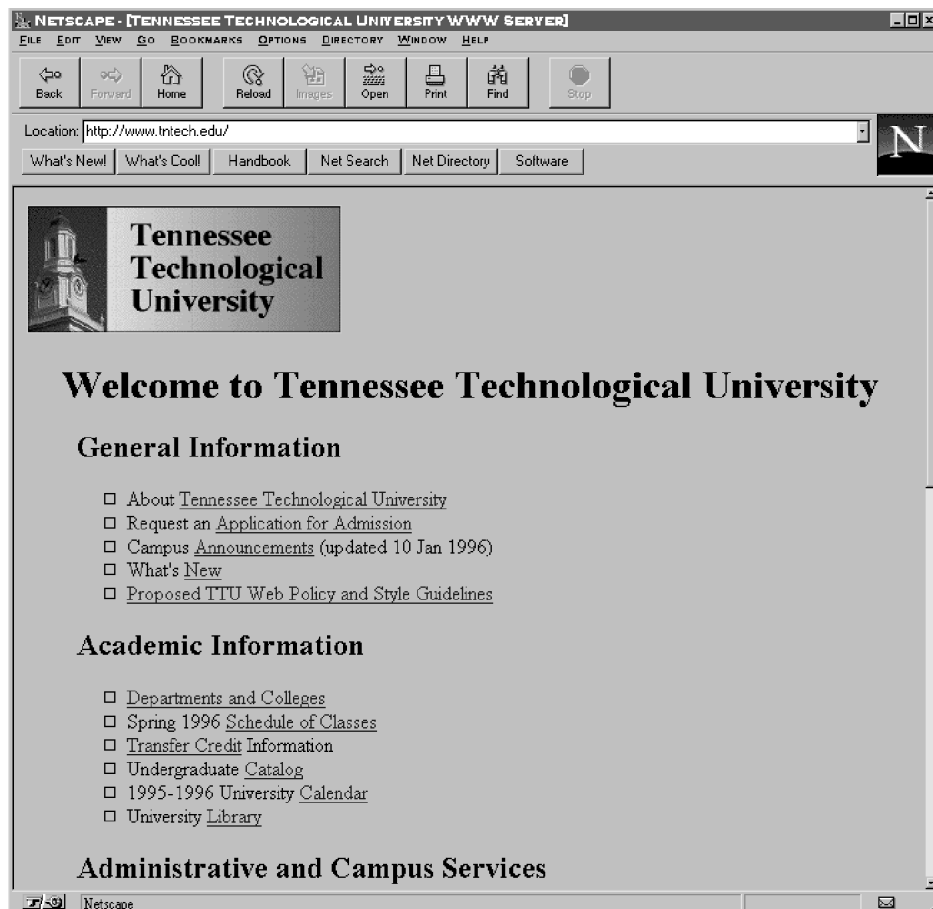 NETSCAPE - [TENNESSEE TECHNOLOGICAL UNIVERSITY WWW SERVER]
FILE EDIT VIEW GO BOOKMARKS OPTIONS DIRECTORY WINDOW HELP
Back Forward Home Reload Images Open Print Find Stop
Location: http://www.tntech.edu/
N
What's New! What's Cool! Handbook Net Search Net Directory Software
Tennessee
Technological
University
Welcome to Tennessee Technological University
General Information
About Tennessee Technological University
Request an Application for Admission
Campus Announcements (updated 10 Jan 1996)
What's New
Proposed TTU Web Policy and Style Guidelines
Academic Information
Departments and Colleges
Spring 1996 Schedule of Classes
Transfer Credit Information
Undergraduate Catalog
1995-1996 University Calendar
University Library
Administrative and Campus Services
Netscape